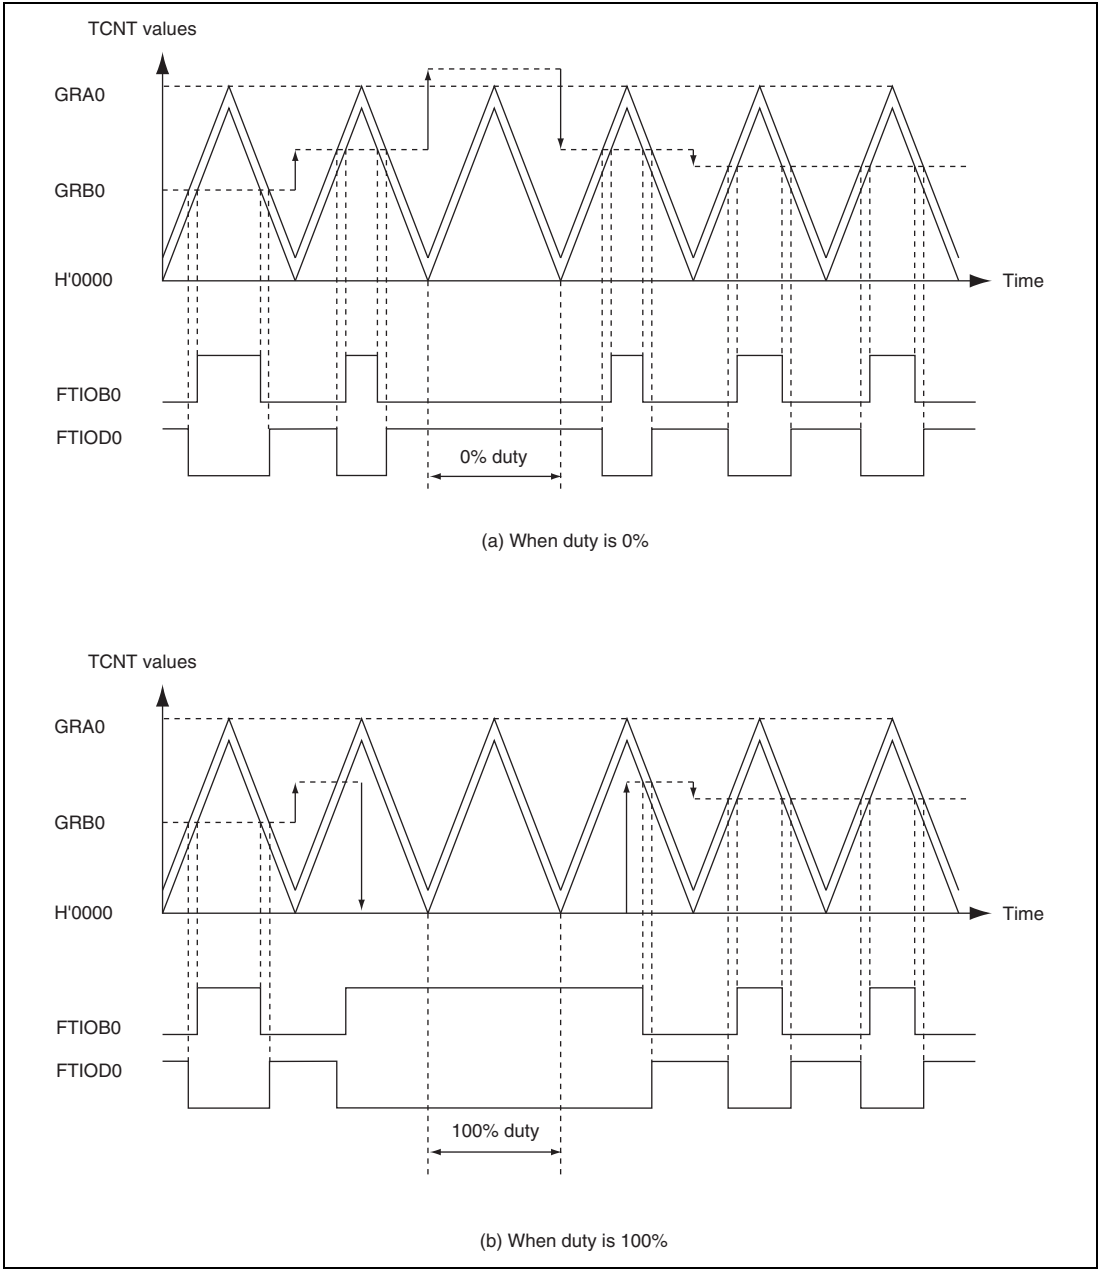 TCNT values
GRA0
GRB0
H'0000
Time
FTIOB0
FTIOD0
0% duty
(a) When duty is 0%
TCNT values
GRA0
GRB0
H'0000
Time
FTIOB0
FTIOD0
100% duty
(b) When duty is 100%